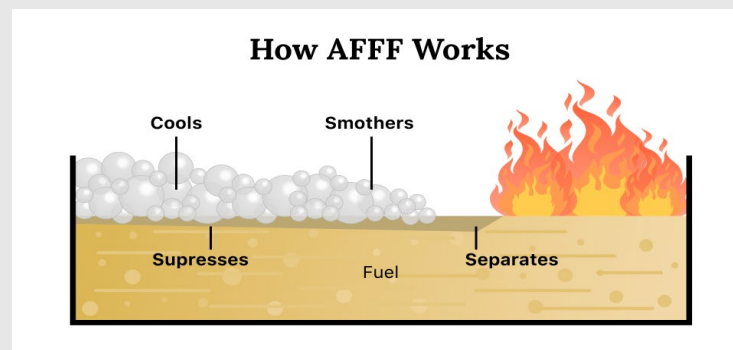 How AFFF Works
Cools
Smothers
Supresses
Fuel
Separates